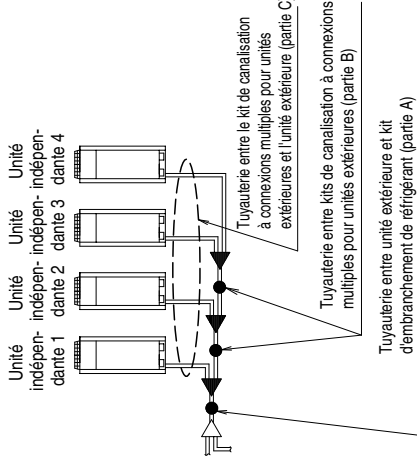 Unité
indépen-
dante 1
Unité
indépen-
dante 2
Unité
indépen-
dante 3
Unité
indépen-
dante 4
Tuyauterie entre le kit de canalisation
à connexions multiples pour unités
extérieures et l'unité extérieure (partie C)
Tuyauterie entre kits de canalisation à connexions
multiples pour unités extérieures (partie B)
Tuyauterie entre unité extérieure et kit
d'embranchement de réfrigérant (partie A)